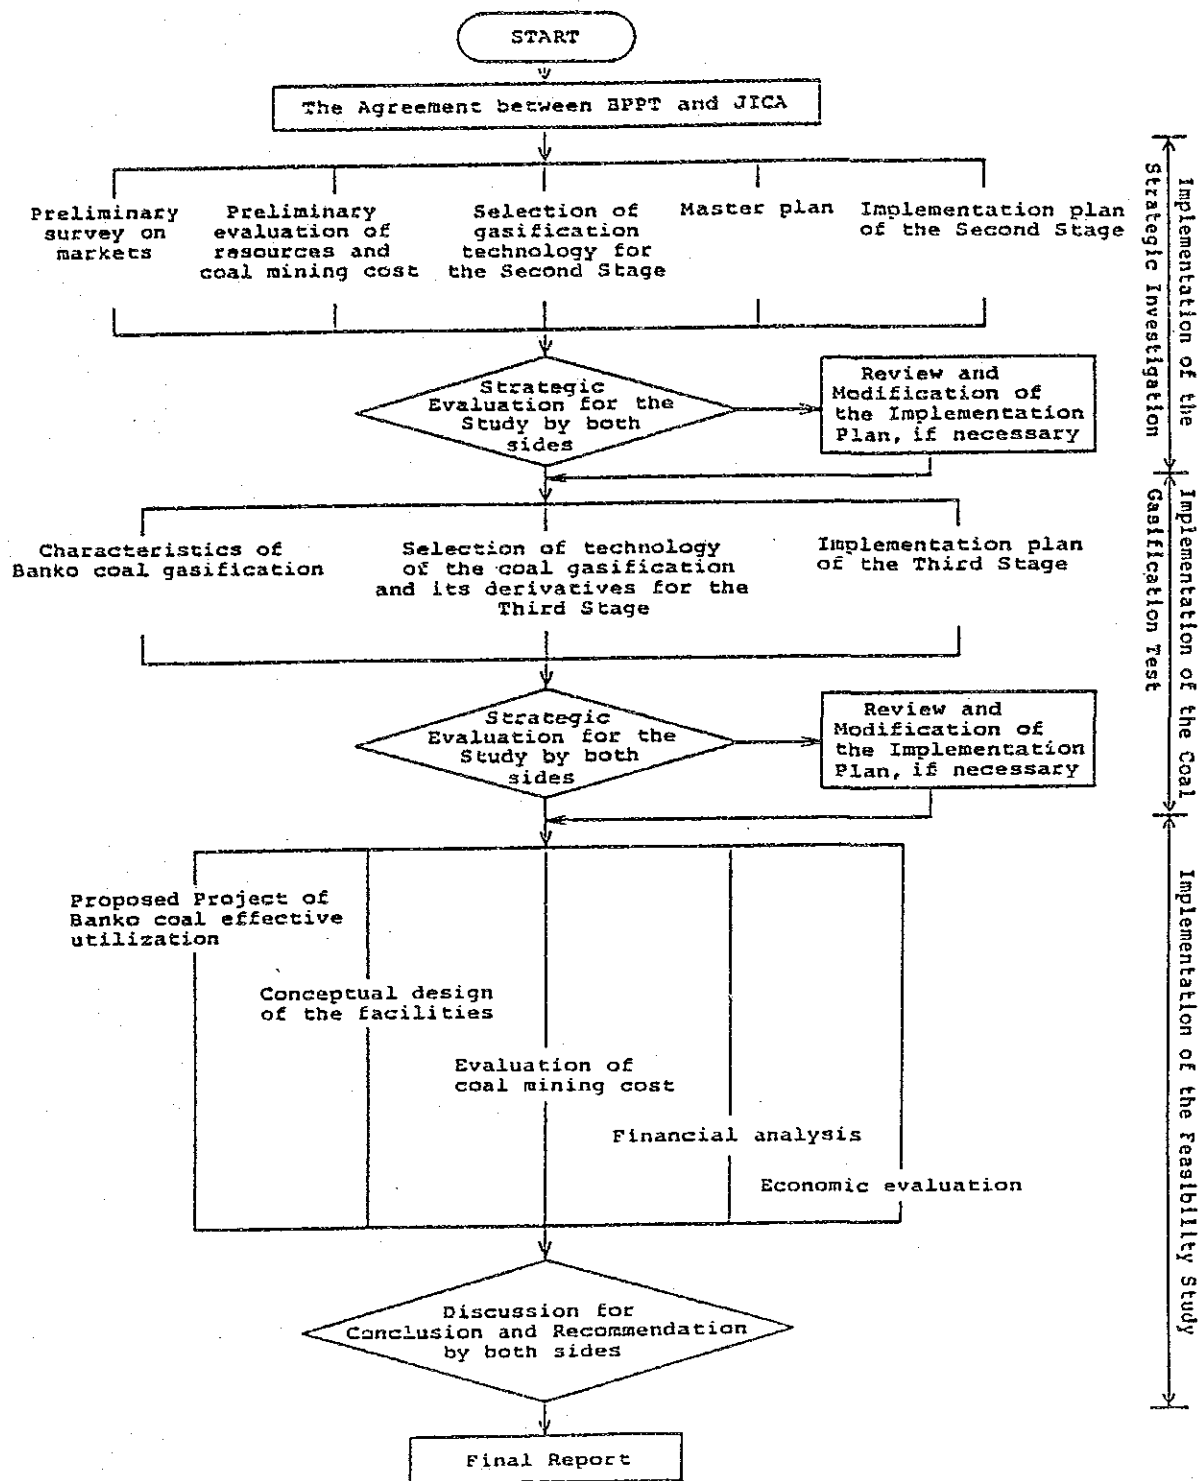 START
The Agreement between BPPT and JICA
Preliminary
survey on
markets
Preliminary
evaluation of
resources and
coal mining cost
Selection of
gasification
technology for
the Second Stage
Master plan
Implementation plan
of the Second Stage
Strategic
Evaluation for the
Study by both
sides
Review and
Modification of
the Implementation
Plan, if necessary
Implementation of the
Strategic Investigation
Characteristics of
Banko coal gasification
Selection of technology
of the coal gasification
and its derivatives for the
Third Stage
Implementation plan
of the Third Stage
Strategic
Evaluation for the
Study by both
sides
Review and
Modification of
the Implementation
Plan, if necessary
Implementation of the Coal
Gasification Test
Proposed Project of
Banko coal effective
utilization
Conceptual design
of the facilities
Evaluation of
coal mining cost
Financial analysis
Economic evaluation
Discussion for
Conclusion and Recommendation
by both sides
Implementation of the Feasibility Study
Final Report